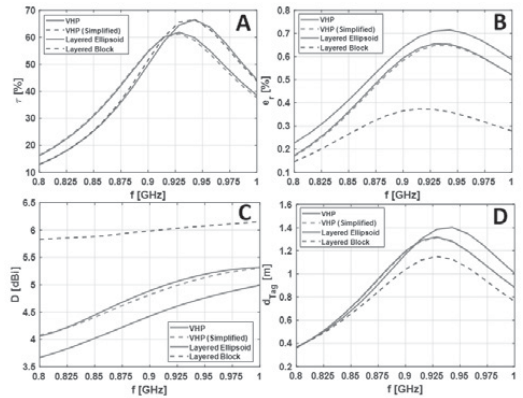 A
70
60
50
40
30
20
10
τ [%]
VHP
VHP (Simplified)
Layered Ellipsoid
Layered Block
0.8 0.825 0.85 0.875 0.9 0.925 0.95 0.975 1
f [GHz]
B
0.8
0.7
0.6
0.5
0.4
0.3
0.2
0.1
e_r [%]
VHP
VHP (Simplified)
Layered Ellipsoid
Layered Block
0.8 0.825 0.85 0.875 0.9 0.925 0.95 0.975 1
f [GHz]
C
6.5
6
5.5
5
4.5
4
3.5
D [dBi]
VHP
VHP (Simplified)
Layered Ellipsoid
Layered Block
0.8 0.825 0.85 0.875 0.9 0.925 0.95 0.975 1
f [GHz]
D
1.6
1.4
1.2
1
0.8
0.6
0.4
0.2
d_Tag [m]
VHP
VHP (Simplified)
Layered Ellipsoid
Layered Block
0.8 0.825 0.85 0.875 0.9 0.925 0.95 0.975 1
f [GHz]